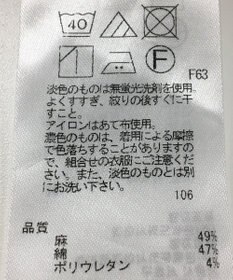 40
F
F63
淡色のものは無蛍光洗剤を使用。
よくすすぎ、絞りの後すぐに干
すこと。
アイロンはあて布使用。
濃色のものは、着用による摩擦
で色落ちすることがありますの
で、組合せの衣服にご注意くだ
さい。また、淡色のものとは別
にお洗い下さい。
106
品質
麻 49%
綿 47%
ポリウレタン 4%